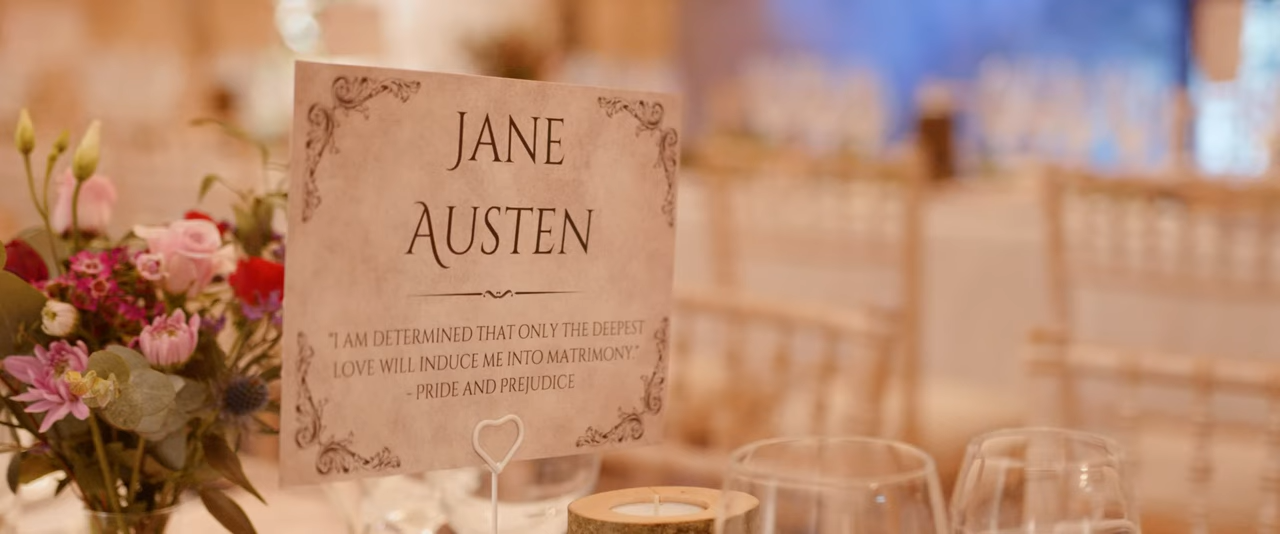 JANE
AUSTEN
"I AM DETERMINED THAT ONLY THE DEEPEST
LOVE WILL INDUCE ME INTO MATRIMONY."
- PRIDE AND PREJUDICE